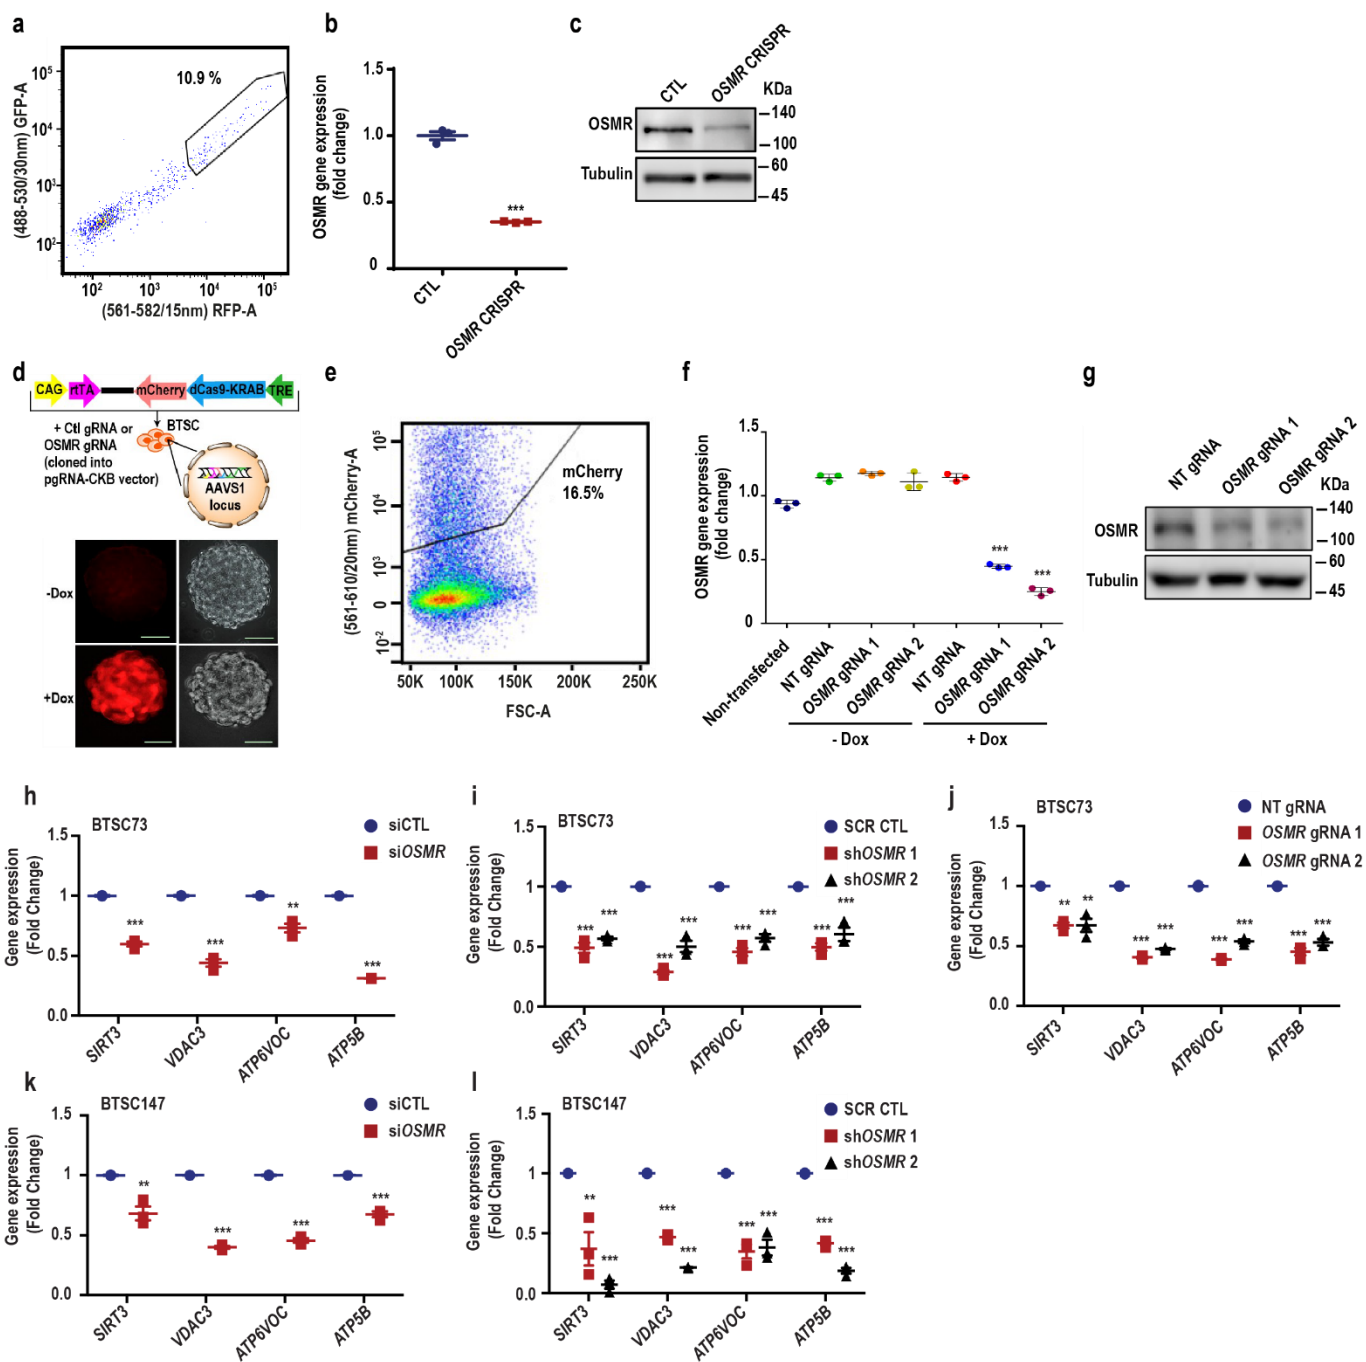 a
10.9 %
(488-530/30nm) GFP-A
10⁵
10⁴
10³
10²
10² 10³ 10⁴ 10⁵
(561-582/15nm) RFP-A
b
OSMR gene expression
(fold change)
1.5
1.0
0.5
0
***
CTL
OSMR CRISPR
c
CTL
OSMR CRISPR
KDa
OSMR
140
100
Tubulin
60
45
d
CAG rtTA mCherry dCas9-KRAB TRE
+ Ctl gRNA or
OSMR gRNA
(cloned into
pgRNA-CKB vector)
BTSC
AAVS1
locus
-Dox
+Dox
e
(561-610/20nm) mCherry-A
10⁵
10⁴
10³
0
10⁻²
mCherry
16.5%
50K 100K 150K 200K 250K
FSC-A
f
OSMR gene expression
(fold change)
1.5
1.0
0.5
0
***
***
Non-transfected
NT gRNA
OSMR gRNA 1
OSMR gRNA 2
NT gRNA
OSMR gRNA 1
OSMR gRNA 2
- Dox
+ Dox
g
NT gRNA
OSMR gRNA 1
OSMR gRNA 2
KDa
OSMR
140
100
Tubulin
60
45
h
BTSC73
siCTL
siOSMR
Gene expression
(Fold Change)
1.5
1
0.5
0.0
***
***
**
***
SIRT3
VDAC3
ATP6VOC
ATP5B
i
BTSC73
SCR CTL
shOSMR 1
shOSMR 2
Gene expression
(Fold Change)
1.5
1
0.5
0.0
*** ***
*** ***
*** ***
*** ***
SIRT3
VDAC3
ATP6VOC
ATP5B
j
BTSC73
NT gRNA
OSMR gRNA 1
OSMR gRNA 2
Gene expression
(Fold Change)
1.5
1
0.5
0.0
** **
*** ***
*** ***
*** ***
SIRT3
VDAC3
ATP6VOC
ATP5B
k
BTSC147
siCTL
siOSMR
Gene expression
(Fold Change)
1.5
1
0.5
0.0
**
***
***
***
SIRT3
VDAC3
ATP6VOC
ATP5B
l
BTSC147
SCR CTL
shOSMR 1
shOSMR 2
Gene expression
(Fold Change)
1.5
1
0.5
0.0
** ***
*** ***
*** ***
*** ***
SIRT3
VDAC3
ATP6VOC
ATP5B